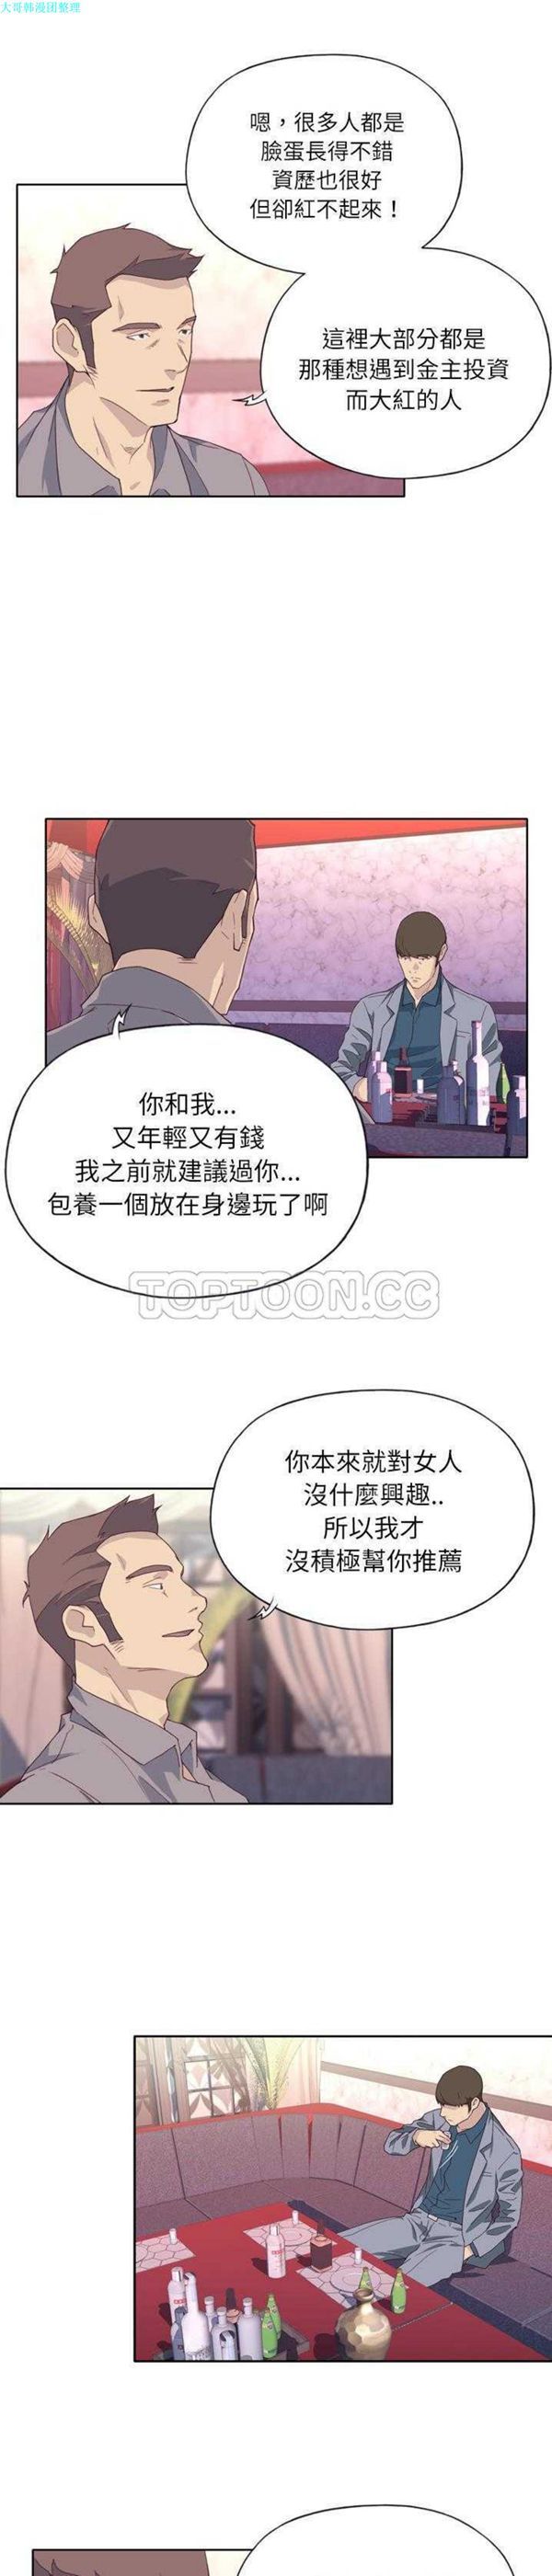 大哥韩漫团整理
嗯，很多人都是
臉蛋長得不錯
資歷也很好
但卻紅不起來！
這裡大部分都是
那種想遇到金主投資
而大紅的人
你和我...
又年輕又有錢
我之前就建議過你...
包養一個放在身邊玩了啊
TOPTOON.CC
你本來就對女人
沒什麼興趣..
所以我才
沒積極幫你推薦